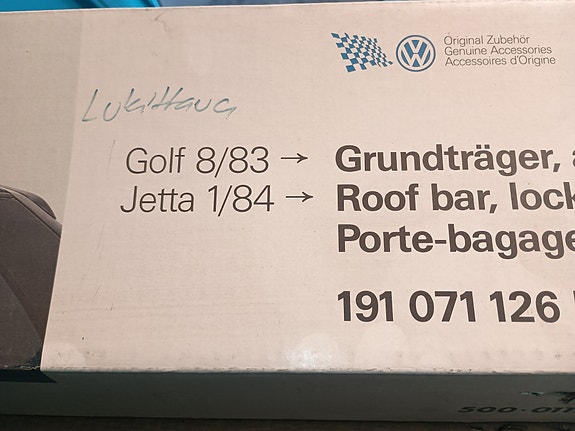 Original Zubehör
Genuine Accessories
Accessoires d'Origine
Golf 8/83 → Grundträger,
Jetta 1/84 → Roof bar, lock
Porte-bagage
191 071 126